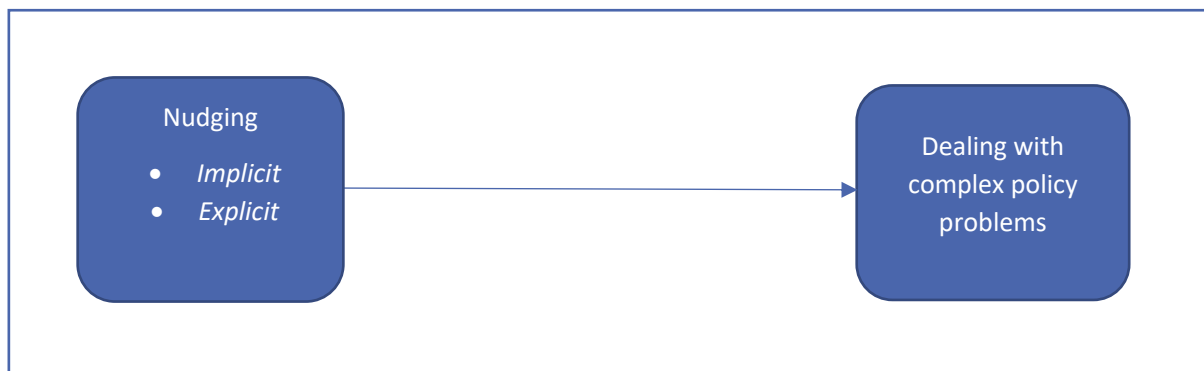 Nudging
• Implicit
• Explicit
Dealing with
complex policy
problems